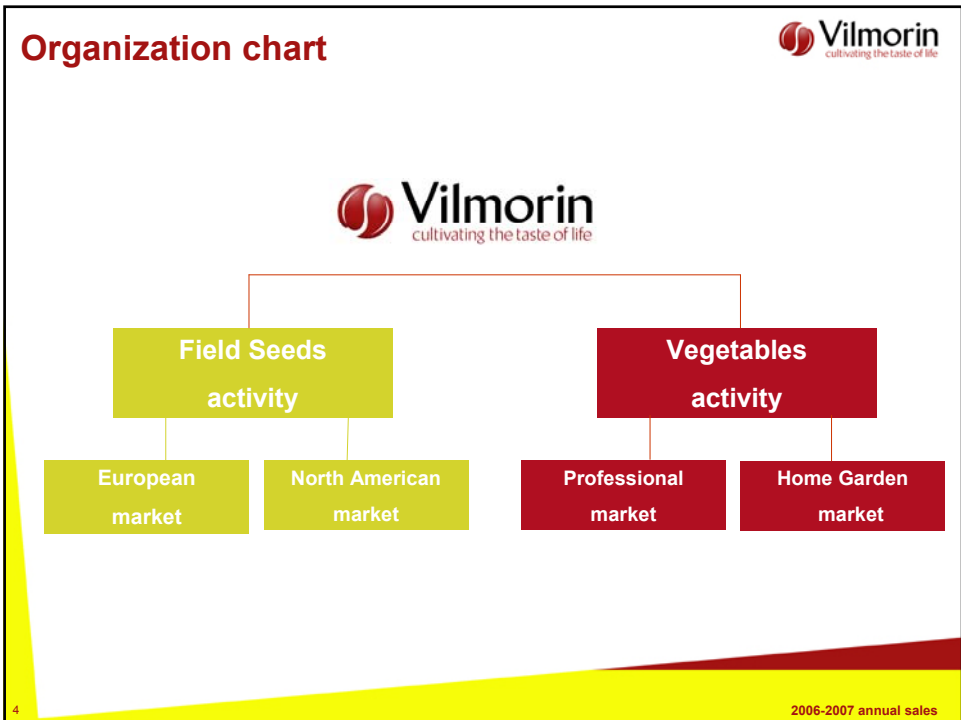 Organization chart
Vilmorin
cultivating the taste of life
Vilmorin
cultivating the taste of life
Field Seeds
activity
Vegetables
activity
European
market
North American
market
Professional
market
Home Garden
market
4
2006-2007 annual sales